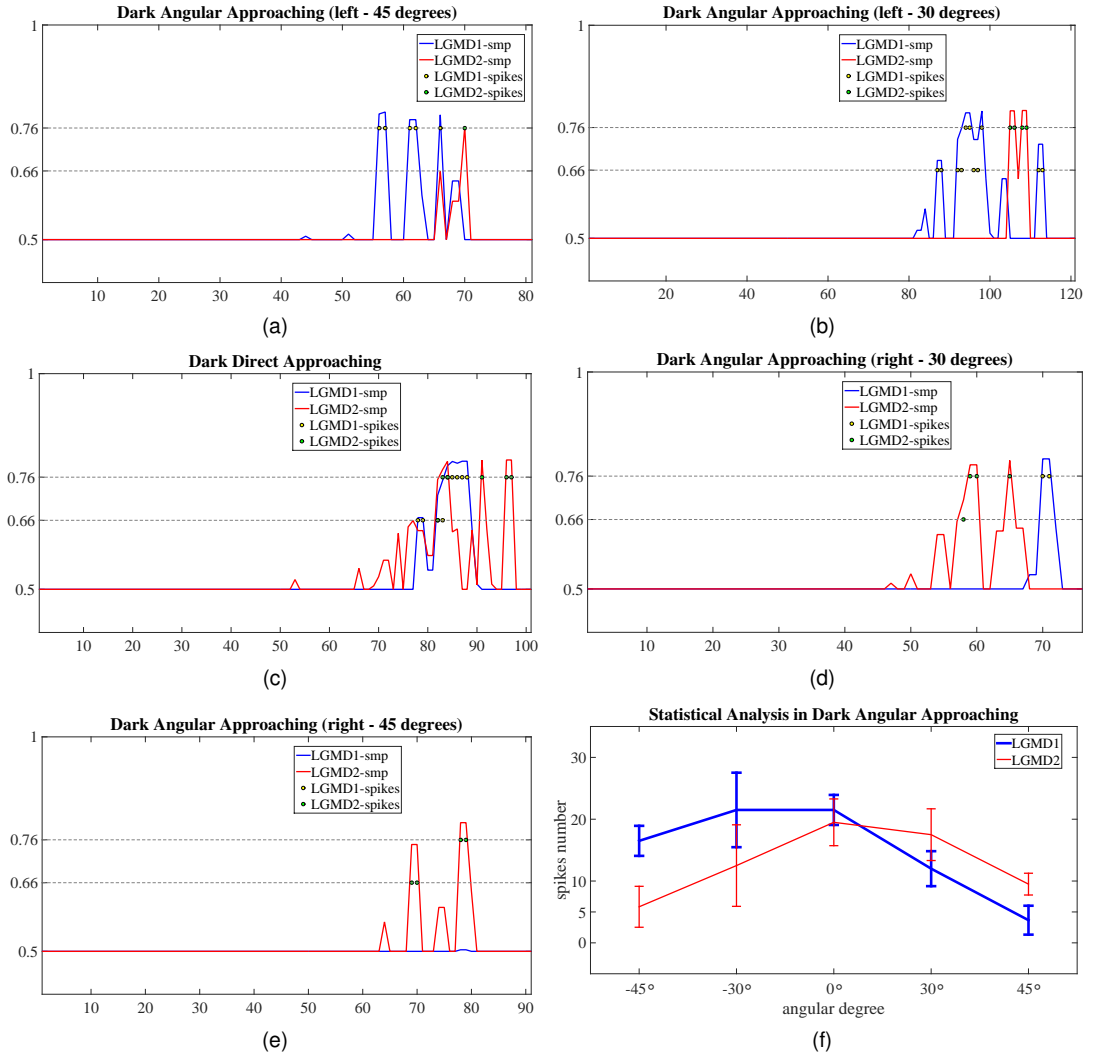 Dark Angular Approaching (left - 45 degrees)
1
0.76
0.66
0.5
LGMD1-smp
LGMD2-smp
LGMD1-spikes
LGMD2-spikes
10 20 30 40 50 60 70 80
(a)
Dark Angular Approaching (left - 30 degrees)
1
0.76
0.66
0.5
LGMD1-smp
LGMD2-smp
LGMD1-spikes
LGMD2-spikes
20 40 60 80 100 120
(b)
Dark Direct Approaching
1
0.76
0.66
0.5
LGMD1-smp
LGMD2-smp
LGMD1-spikes
LGMD2-spikes
10 20 30 40 50 60 70 80 90 100
(c)
Dark Angular Approaching (right - 30 degrees)
1
0.76
0.66
0.5
LGMD1-smp
LGMD2-smp
LGMD1-spikes
LGMD2-spikes
10 20 30 40 50 60 70
(d)
Dark Angular Approaching (right - 45 degrees)
1
0.76
0.66
0.5
LGMD1-smp
LGMD2-smp
LGMD1-spikes
LGMD2-spikes
10 20 30 40 50 60 70 80 90
(e)
Statistical Analysis in Dark Angular Approaching
30
20
10
5
0
spikes number
LGMD1
LGMD2
-45° -30° 0° 30° 45°
angular degree
(f)